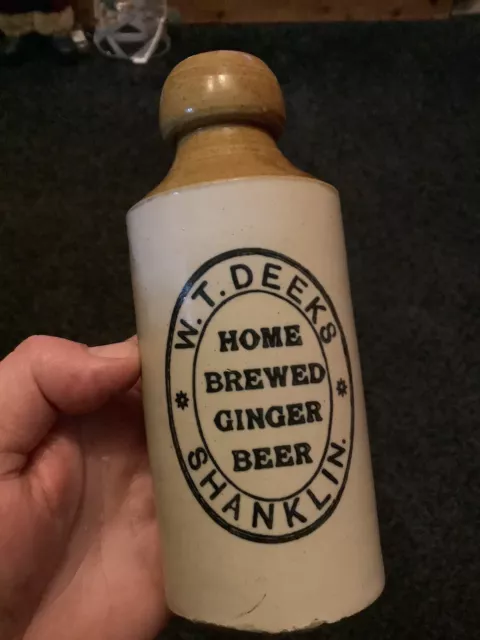 W. T. DEEKS
HOME
BREWED
GINGER
BEER
SHANKLIN.